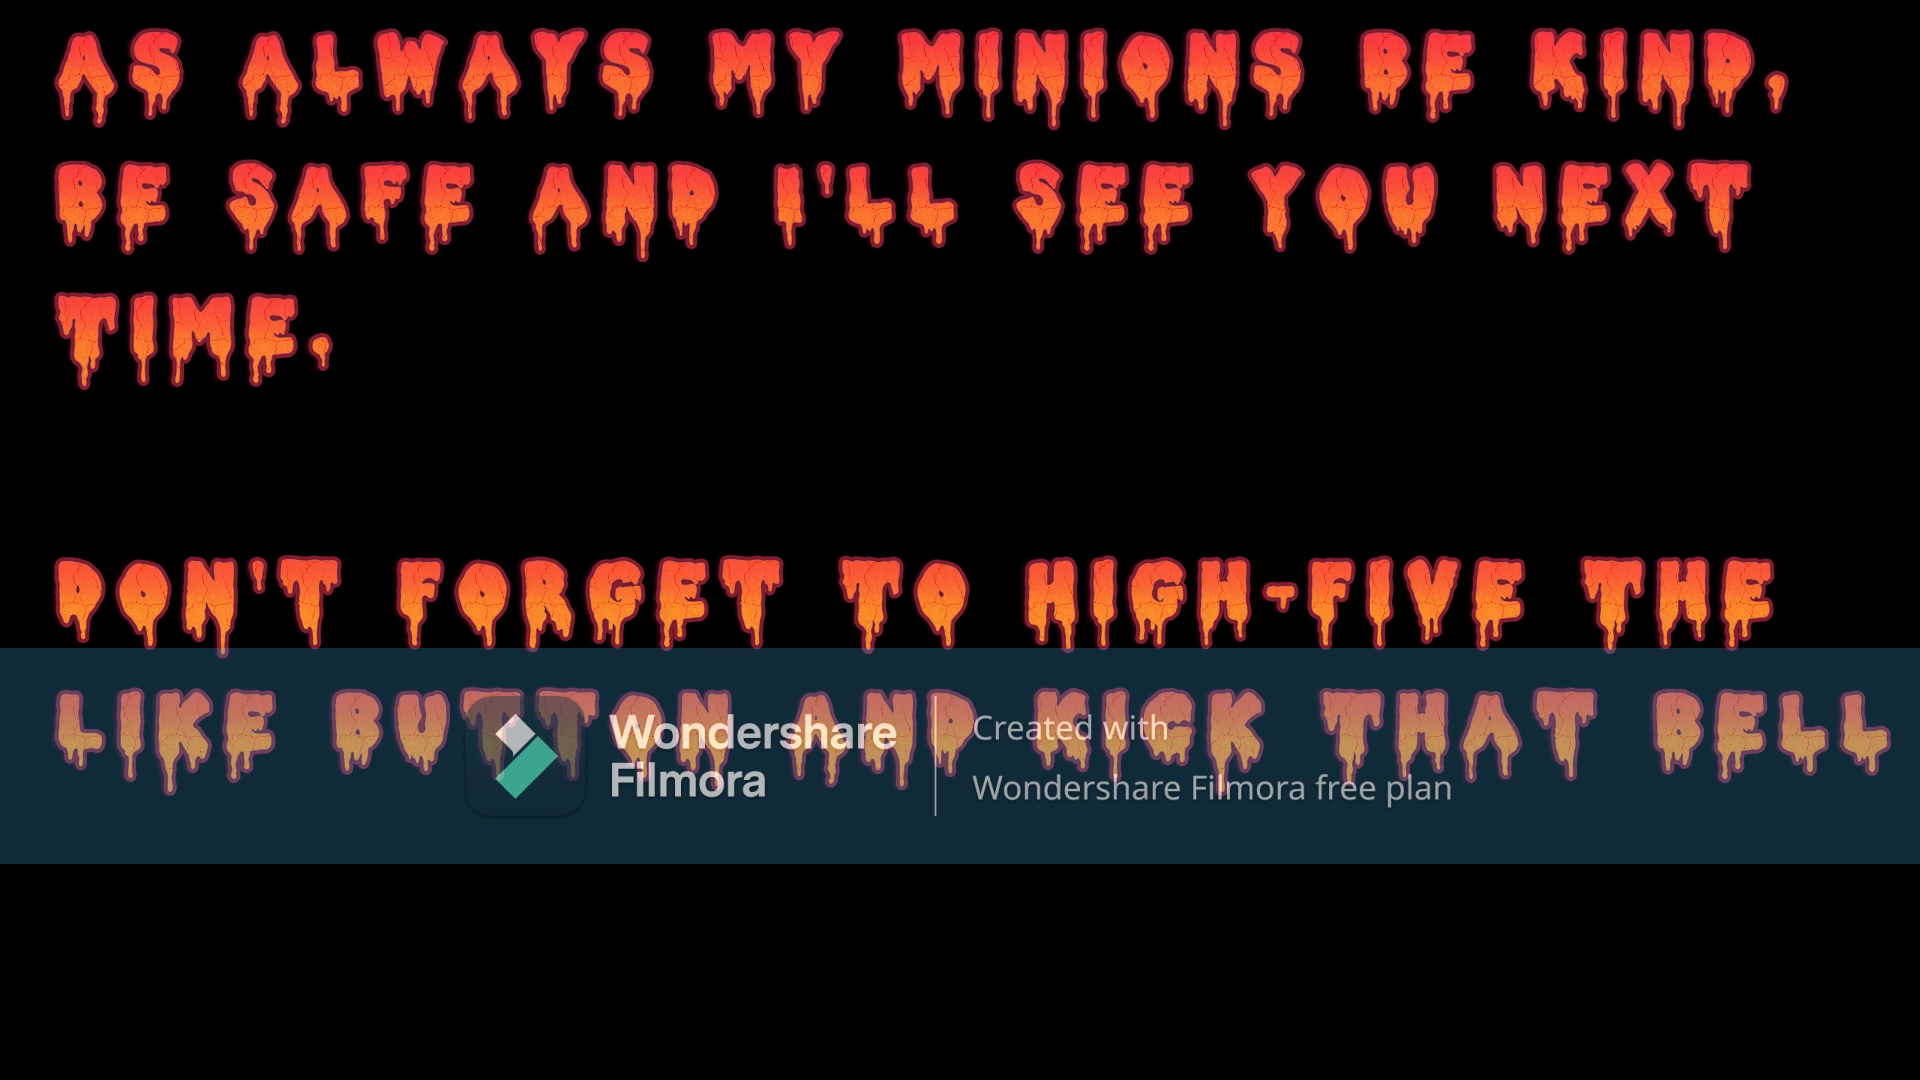 AS ALWAYS MY MINIONS BE KIND,
BE SAFE AND I'LL SEE YOU NEXT
TIME,
DON'T FORGET TO HIGH-FIVE THE
LIKE BUTTON AND KICK THAT BELL
Wondershare
Filmora
Created with
Wondershare Filmora free plan